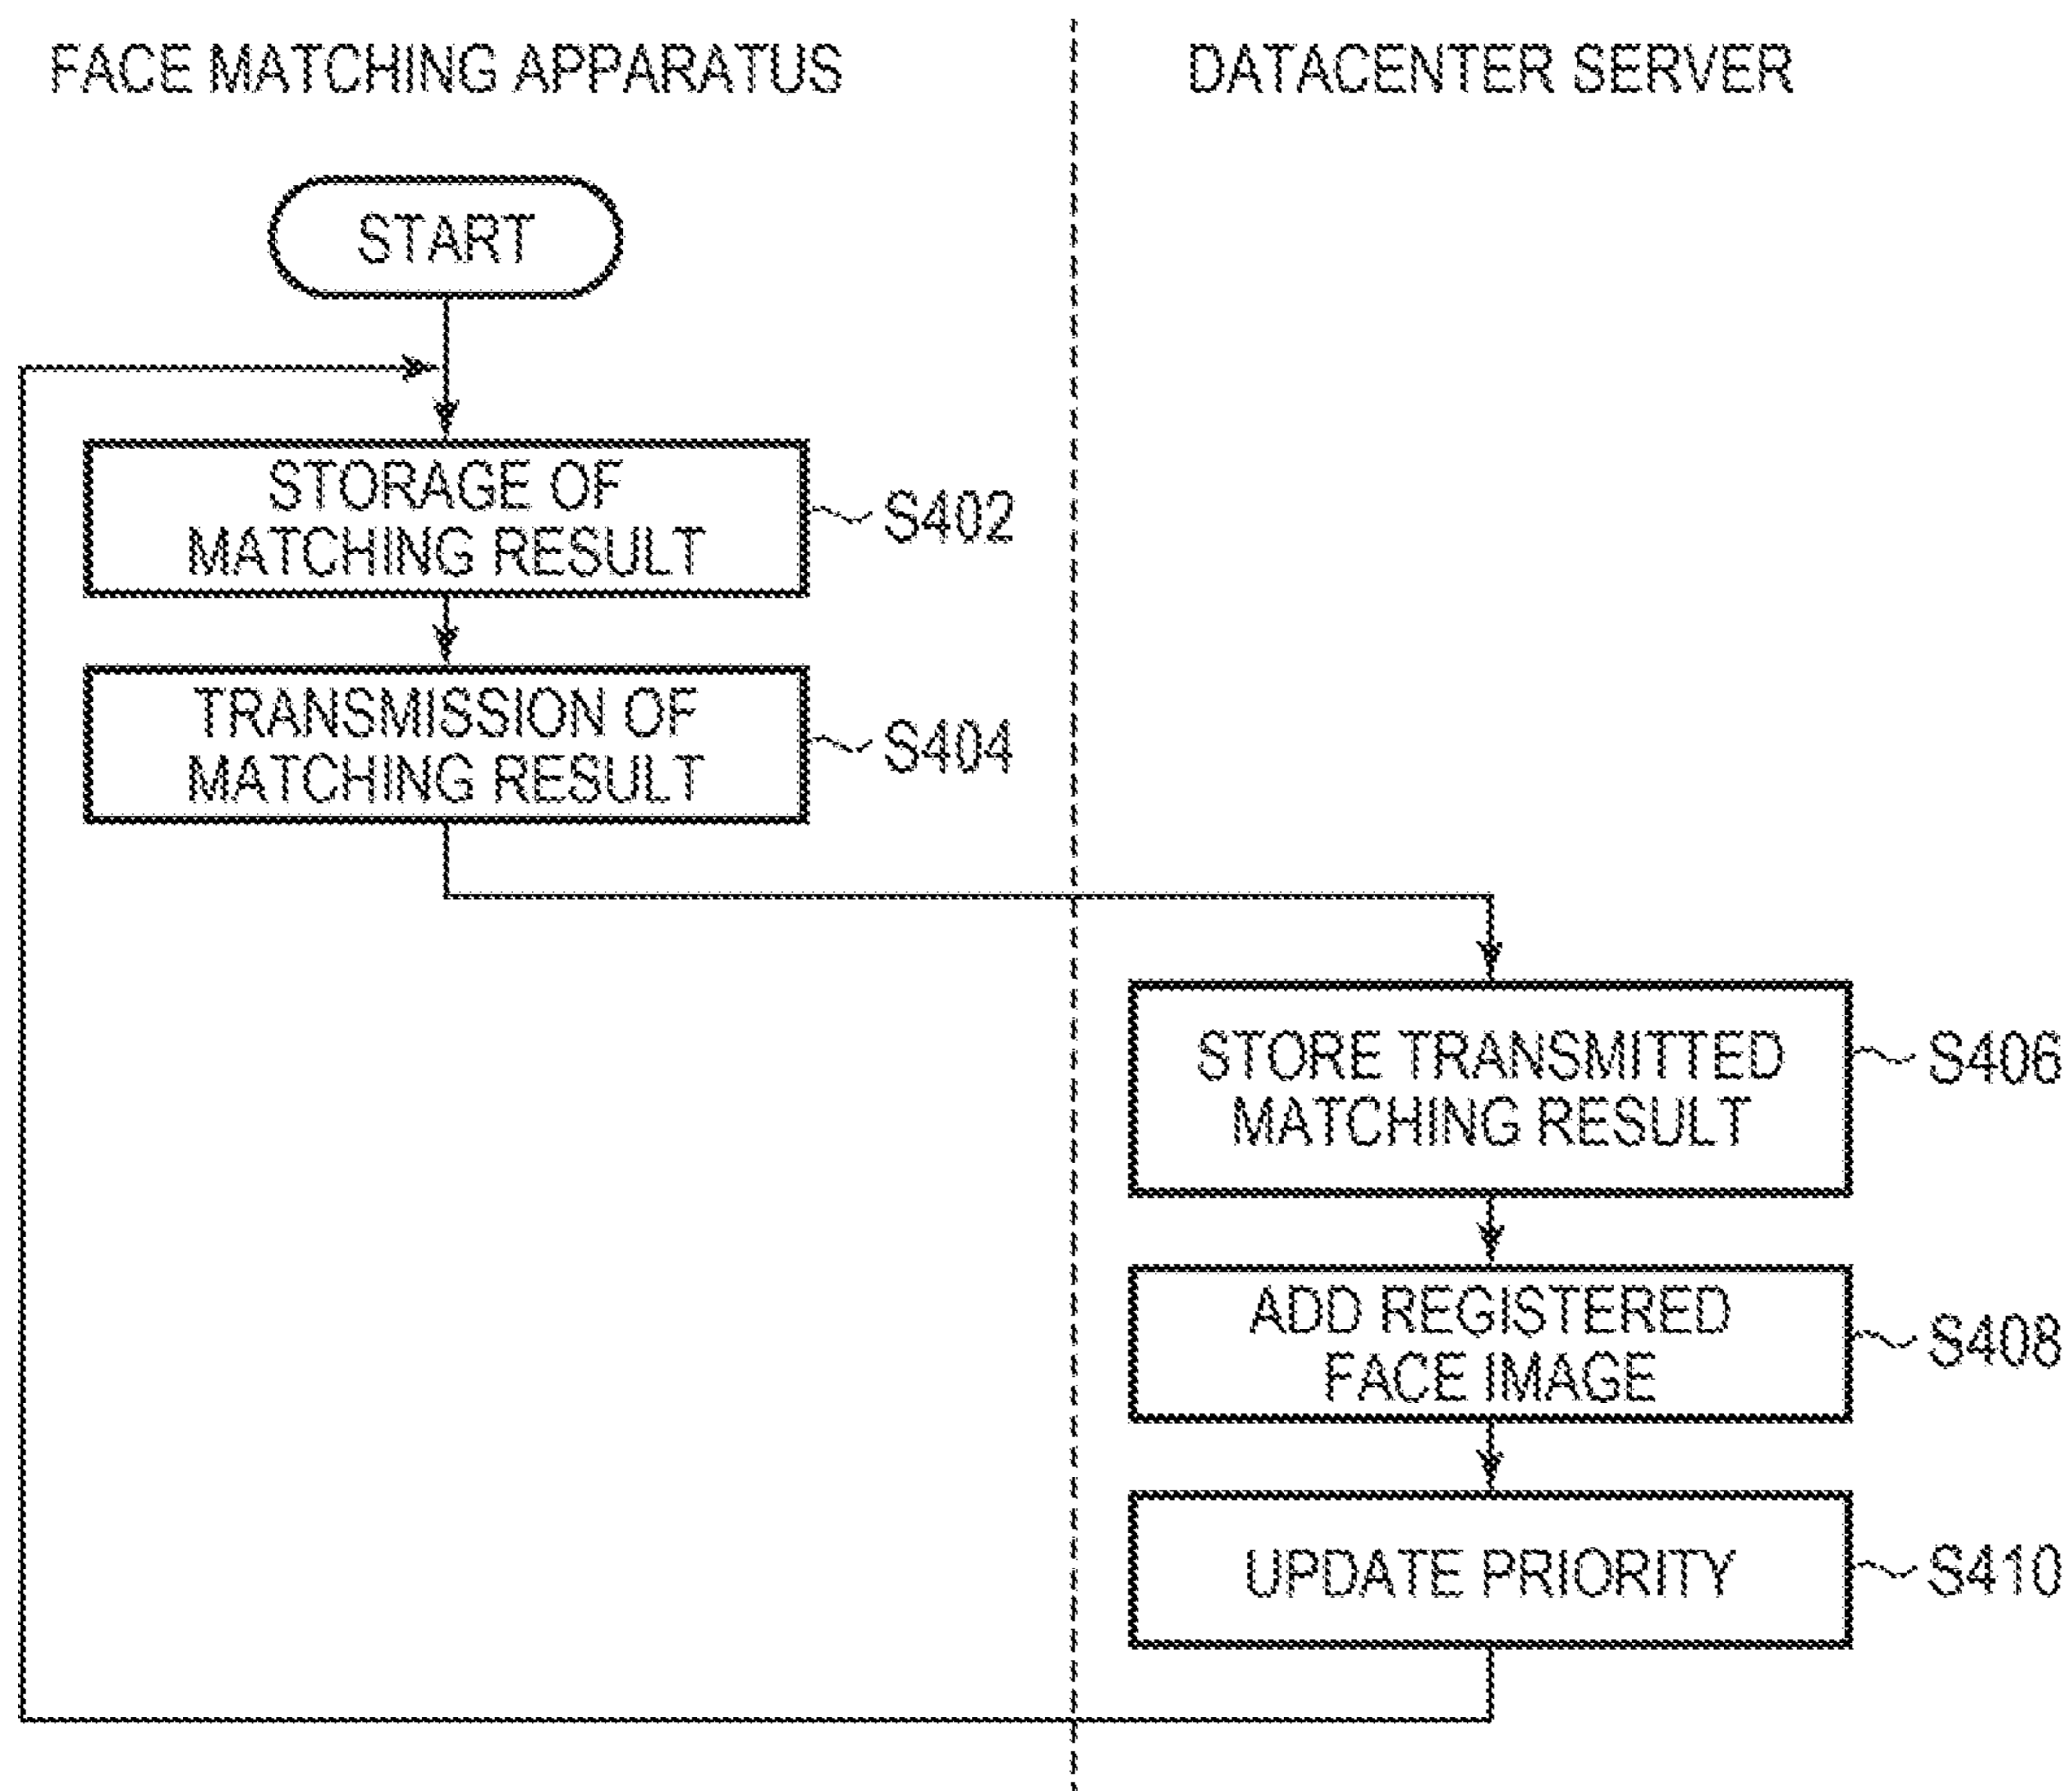 FACE MATCHING APPARATUS
DATACENTER SERVER
START
STORAGE OF
MATCHING RESULT
S402
TRANSMISSION OF
MATCHING RESULT
S404
STORE TRANSMITTED
MATCHING RESULT
S406
ADD REGISTERED
FACE IMAGE
S408
UPDATE PRIORITY
S410